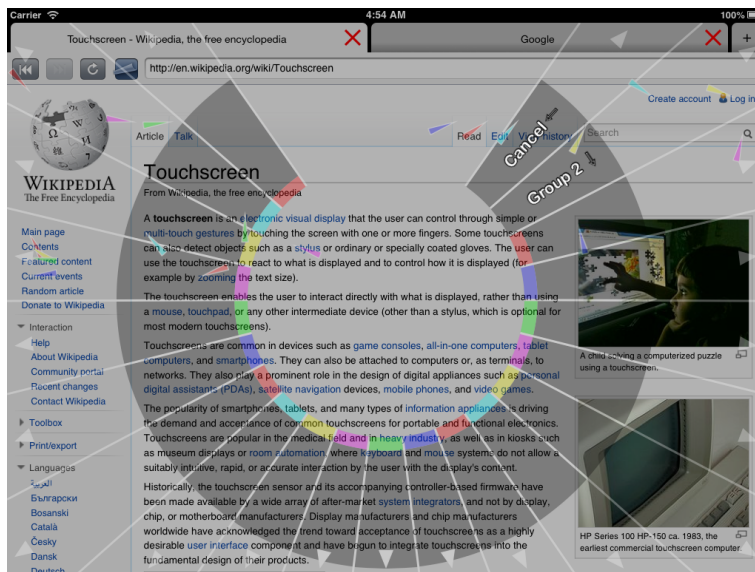 Carrier 4:54 AM 100%
Touchscreen - Wikipedia, the free encyclopedia
Google
+
http://en.wikipedia.org/wiki/Touchscreen
Create account Log in
Article Talk Read Edit View history Search
Cancel
Group 2
WIKIPEDIA
The Free Encyclopedia
Main page
Contents
Featured content
Current events
Random article
Donate to Wikipedia
Interaction
Help
About Wikipedia
Community portal
Recent changes
Contact Wikipedia
Toolbox
Print/export
Languages
العربية
Български
Bosanski
Català
Česky
Dansk
Deutsch
Touchscreen
From Wikipedia, the free encyclopedia
A touchscreen is an electronic visual display that the user can control through simple or
multi-touch gestures by touching the screen with one or more fingers. Some touchscreens
can also detect objects such as a stylus or ordinary or specially coated gloves. The user can
use the touchscreen to react to what is displayed and to control how it is displayed (for
example by zooming the text size).
The touchscreen enables the user to interact directly with what is displayed, rather than using
a mouse, touchpad, or any other intermediate device (other than a stylus, which is optional for
most modern touchscreens).
Touchscreens are common in devices such as game consoles, all-in-one computers, tablet
computers, and smartphones. They can also be attached to computers or, as terminals, to
networks. They also play a prominent role in the design of digital appliances such as personal
digital assistants (PDAs), satellite navigation devices, mobile phones, and video games.
The popularity of smartphones, tablets, and many types of information appliances is driving
the demand and acceptance of common touchscreens for portable and functional electronics.
Touchscreens are popular in the medical field and in heavy industry, as well as in kiosks such
as museum displays or room automation, where keyboard and mouse systems do not allow a
suitably intuitive, rapid, or accurate interaction by the user with the display's content.
Historically, the touchscreen sensor and its accompanying controller-based firmware have
been made available by a wide array of after-market system integrators, and not by display,
chip, or motherboard manufacturers. Display manufacturers and chip manufacturers
worldwide have acknowledged the trend toward acceptance of touchscreens as a highly
desirable user interface component and have begun to integrate touchscreens into the
fundamental design of their products.
A child solving a computerized puzzle
using a touchscreen.
HP Series 100 HP-150 ca. 1983, the
earliest commercial touchscreen computer